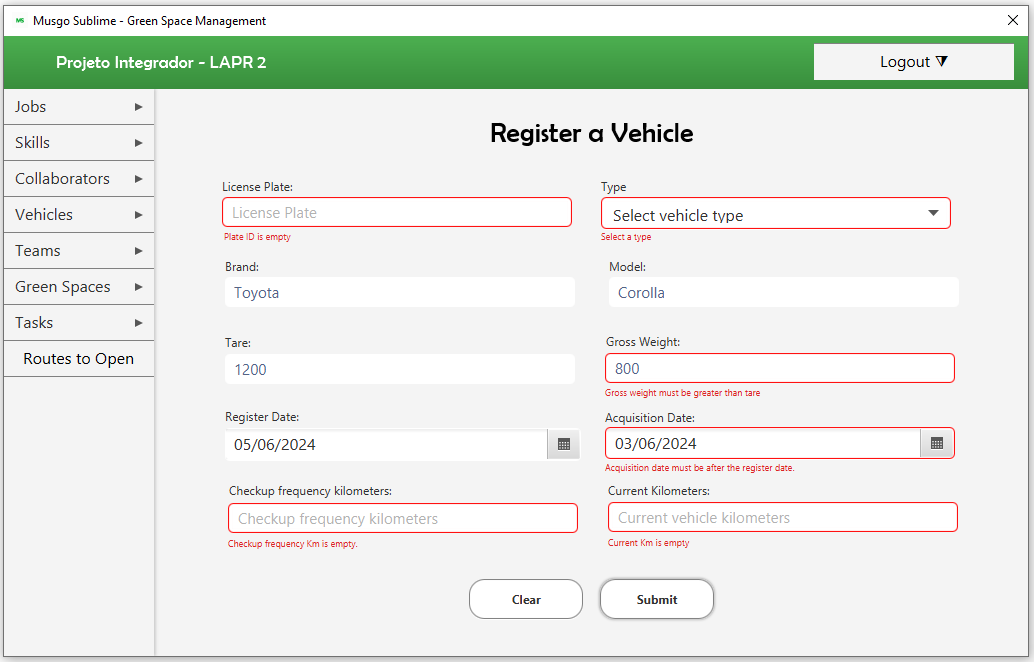 MS Musgo Sublime - Green Space Management
Projeto Integrador - LAPR 2
Logout
Jobs
Skills
Collaborators
Vehicles
Teams
Green Spaces
Tasks
Routes to Open
Register a Vehicle
License Plate:
Type
License Plate
Select vehicle type
Plate ID is empty
Select a type
Brand:
Model:
Toyota
Corolla
Tare:
Gross Weight:
1200
800
Gross weight must be greater than tare
Register Date:
Acquisition Date:
05/06/2024
03/06/2024
Acquisition date must be after the register date.
Checkup frequency kilometers:
Current Kilometers:
Checkup frequency kilometers
Current vehicle kilometers
Checkup frequency Km is empty.
Current Km is empty
Clear
Submit